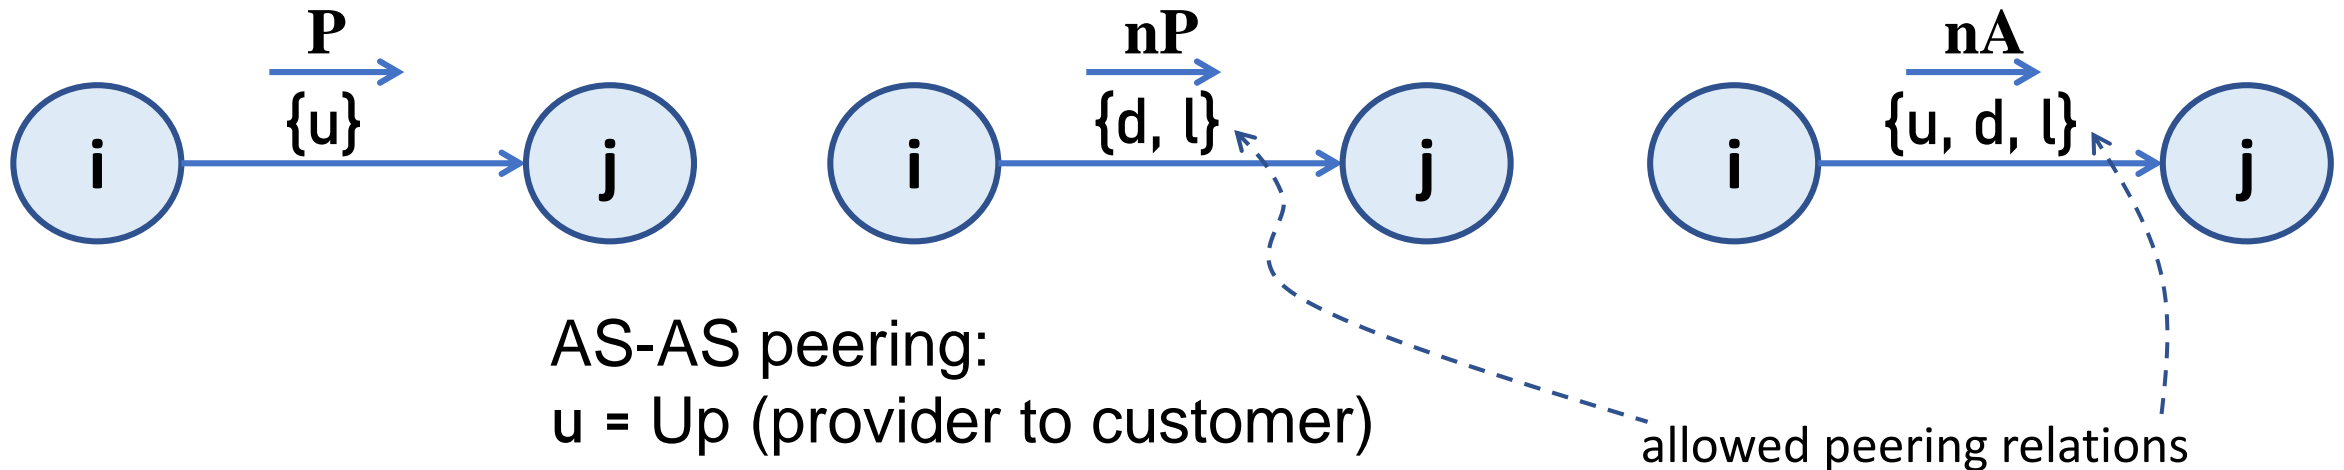 P nP nA
{u} {d, l} {u, d, l}
i j i j i j
AS-AS peering:
u = Up (provider to customer)
allowed peering relations